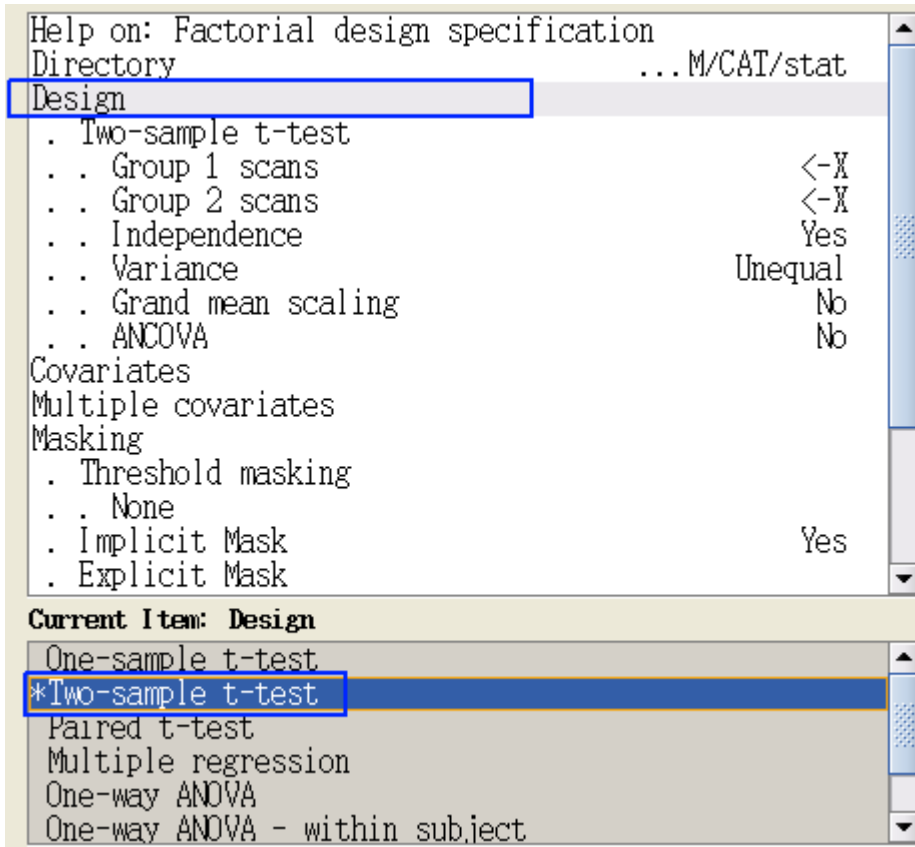 Help on: Factorial design specification
Directory ...M/CAT/stat
Design
. Two-sample t-test
. . Group 1 scans <-X
. . Group 2 scans <-X
. . Independence Yes
. . Variance Unequal
. . Grand mean scaling No
. . ANCOVA No
Covariates
Multiple covariates
Masking
. Threshold masking
. . None
. Implicit Mask Yes
. Explicit Mask
Current Item: Design
One-sample t-test
*Two-sample t-test
Paired t-test
Multiple regression
One-way ANOVA
One-way ANOVA - within subject